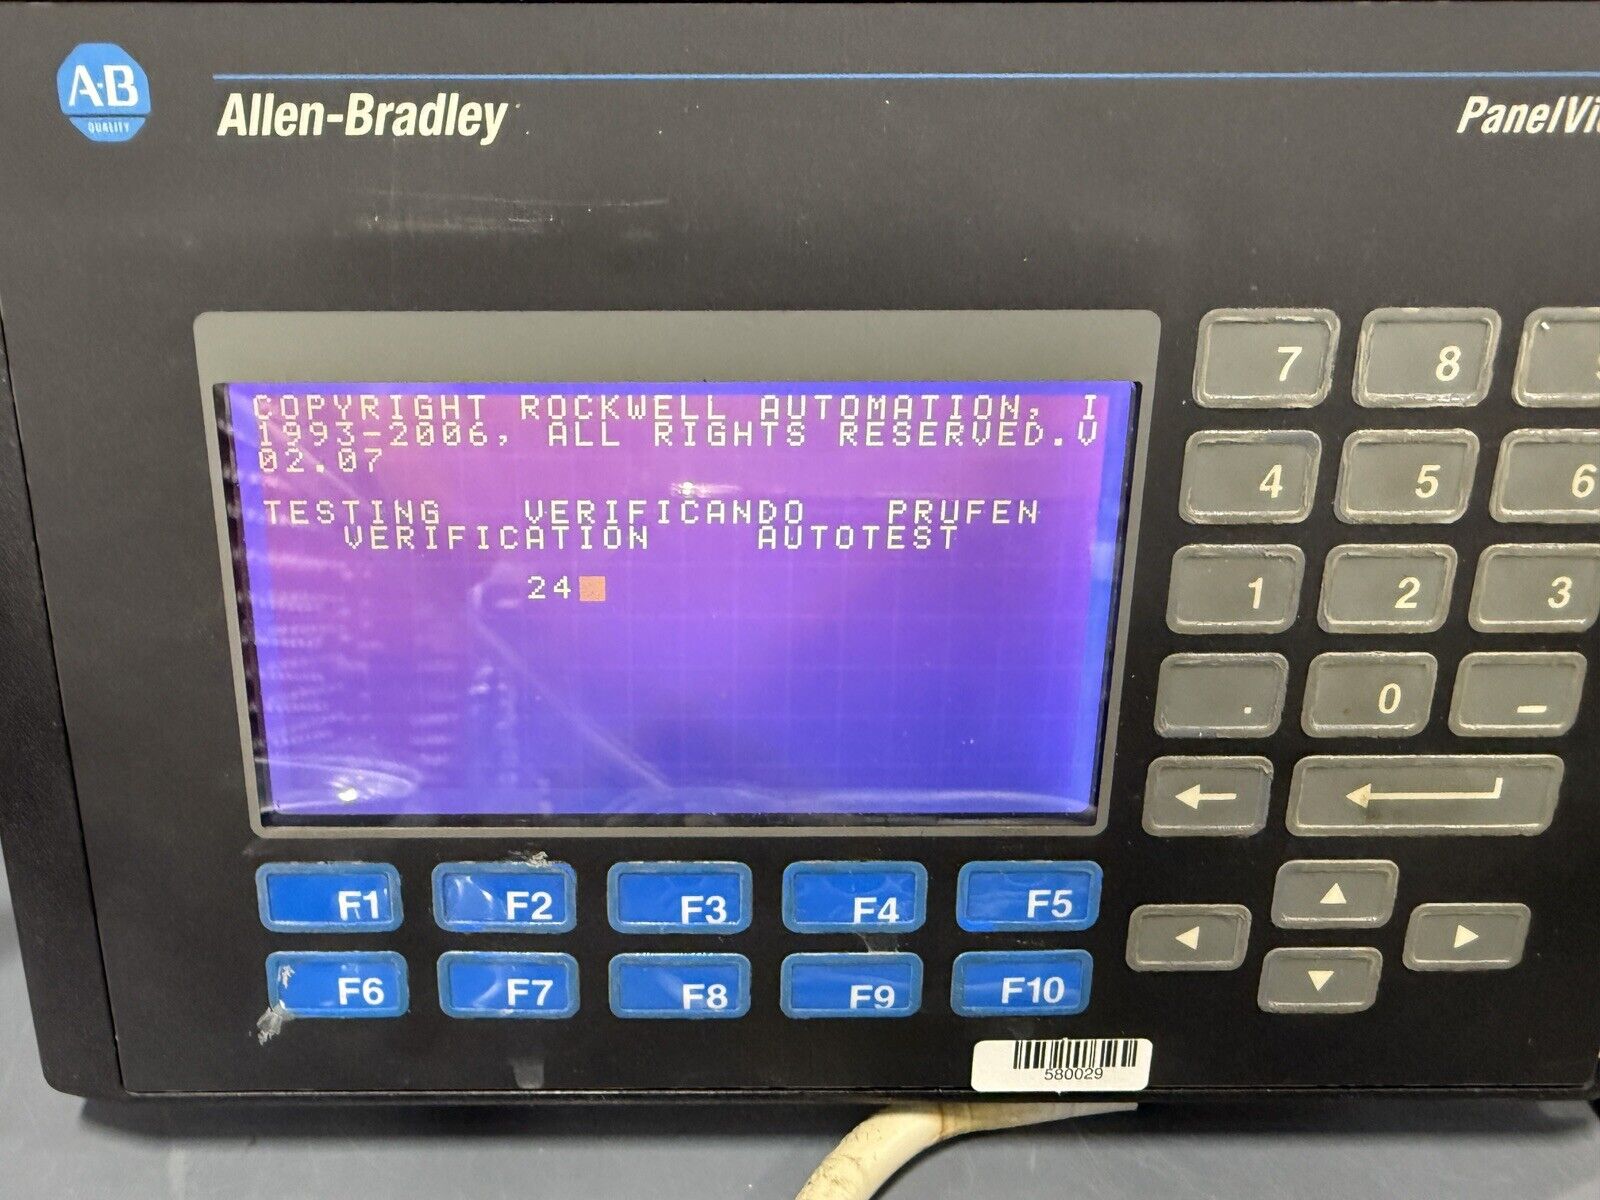 A·B
QUALITY
Allen-Bradley
PanelVi
COPYRIGHT ROCKWELL AUTOMATION, I
1993-2006, ALL RIGHTS RESERVED.V
02.07
TESTING VERIFICANDO PRUFEN
VERIFICATION AUTOTEST
24
7 8
4 5 6
1 2 3
. 0 -
F1 F2 F3 F4 F5
F6 F7 F8 F9 F10
580029